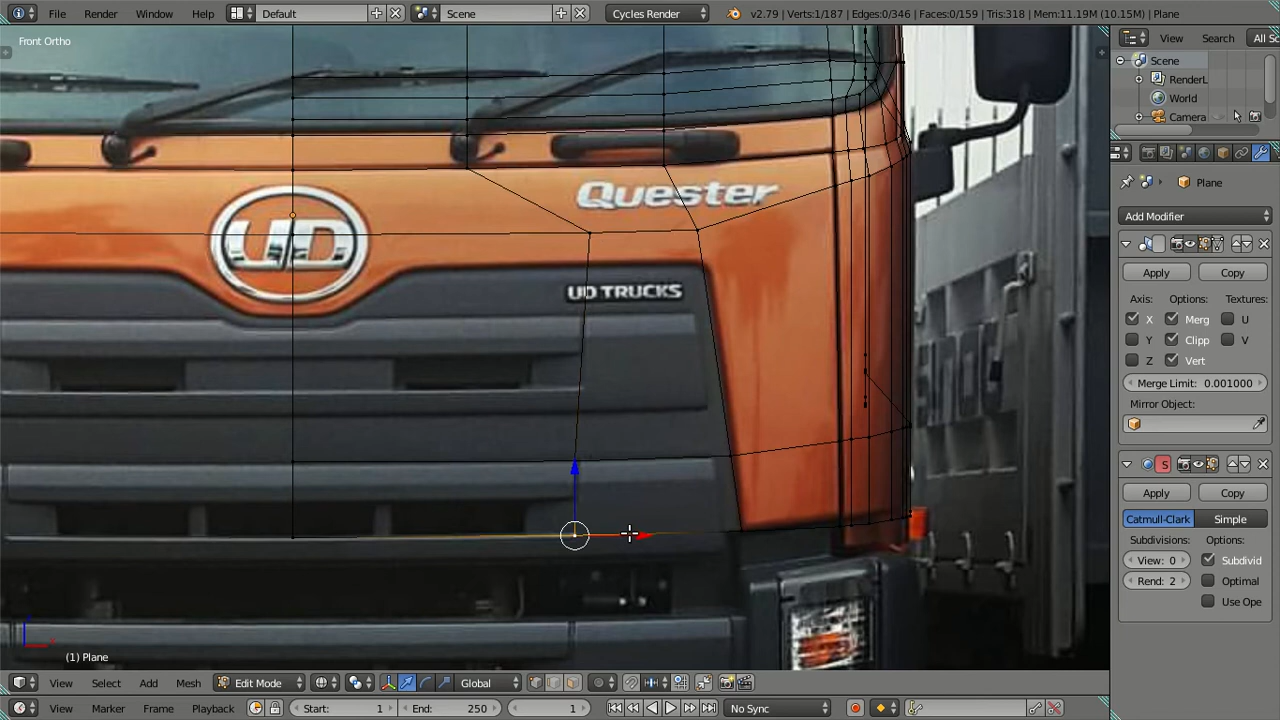 File Render Window Help Default Scene Cycles Render v2.79 | Verts:1/187 | Edges:0/346 | Faces:0/159 | Tris:318 | Mem:11.19M (10.15M) | Plane
Front Ortho
View Search All Sc
Scene
RenderL
World
Camera
Plane
Add Modifier
Apply Copy
Axis: Options: Textures:
X Merg U
Y Clipp V
Z Vert
Merge Limit: 0.001000
Mirror Object:
S
Apply Copy
Catmull-Clark Simple
Subdivisions: Options:
View: 0 Subdivid
Rend: 2 Optimal
Use Ope
Quester
UD
UD TRUCKS
(1) Plane
View Select Add Mesh Edit Mode Global
View Marker Frame Playback Start: 1 End: 250 1 No Sync